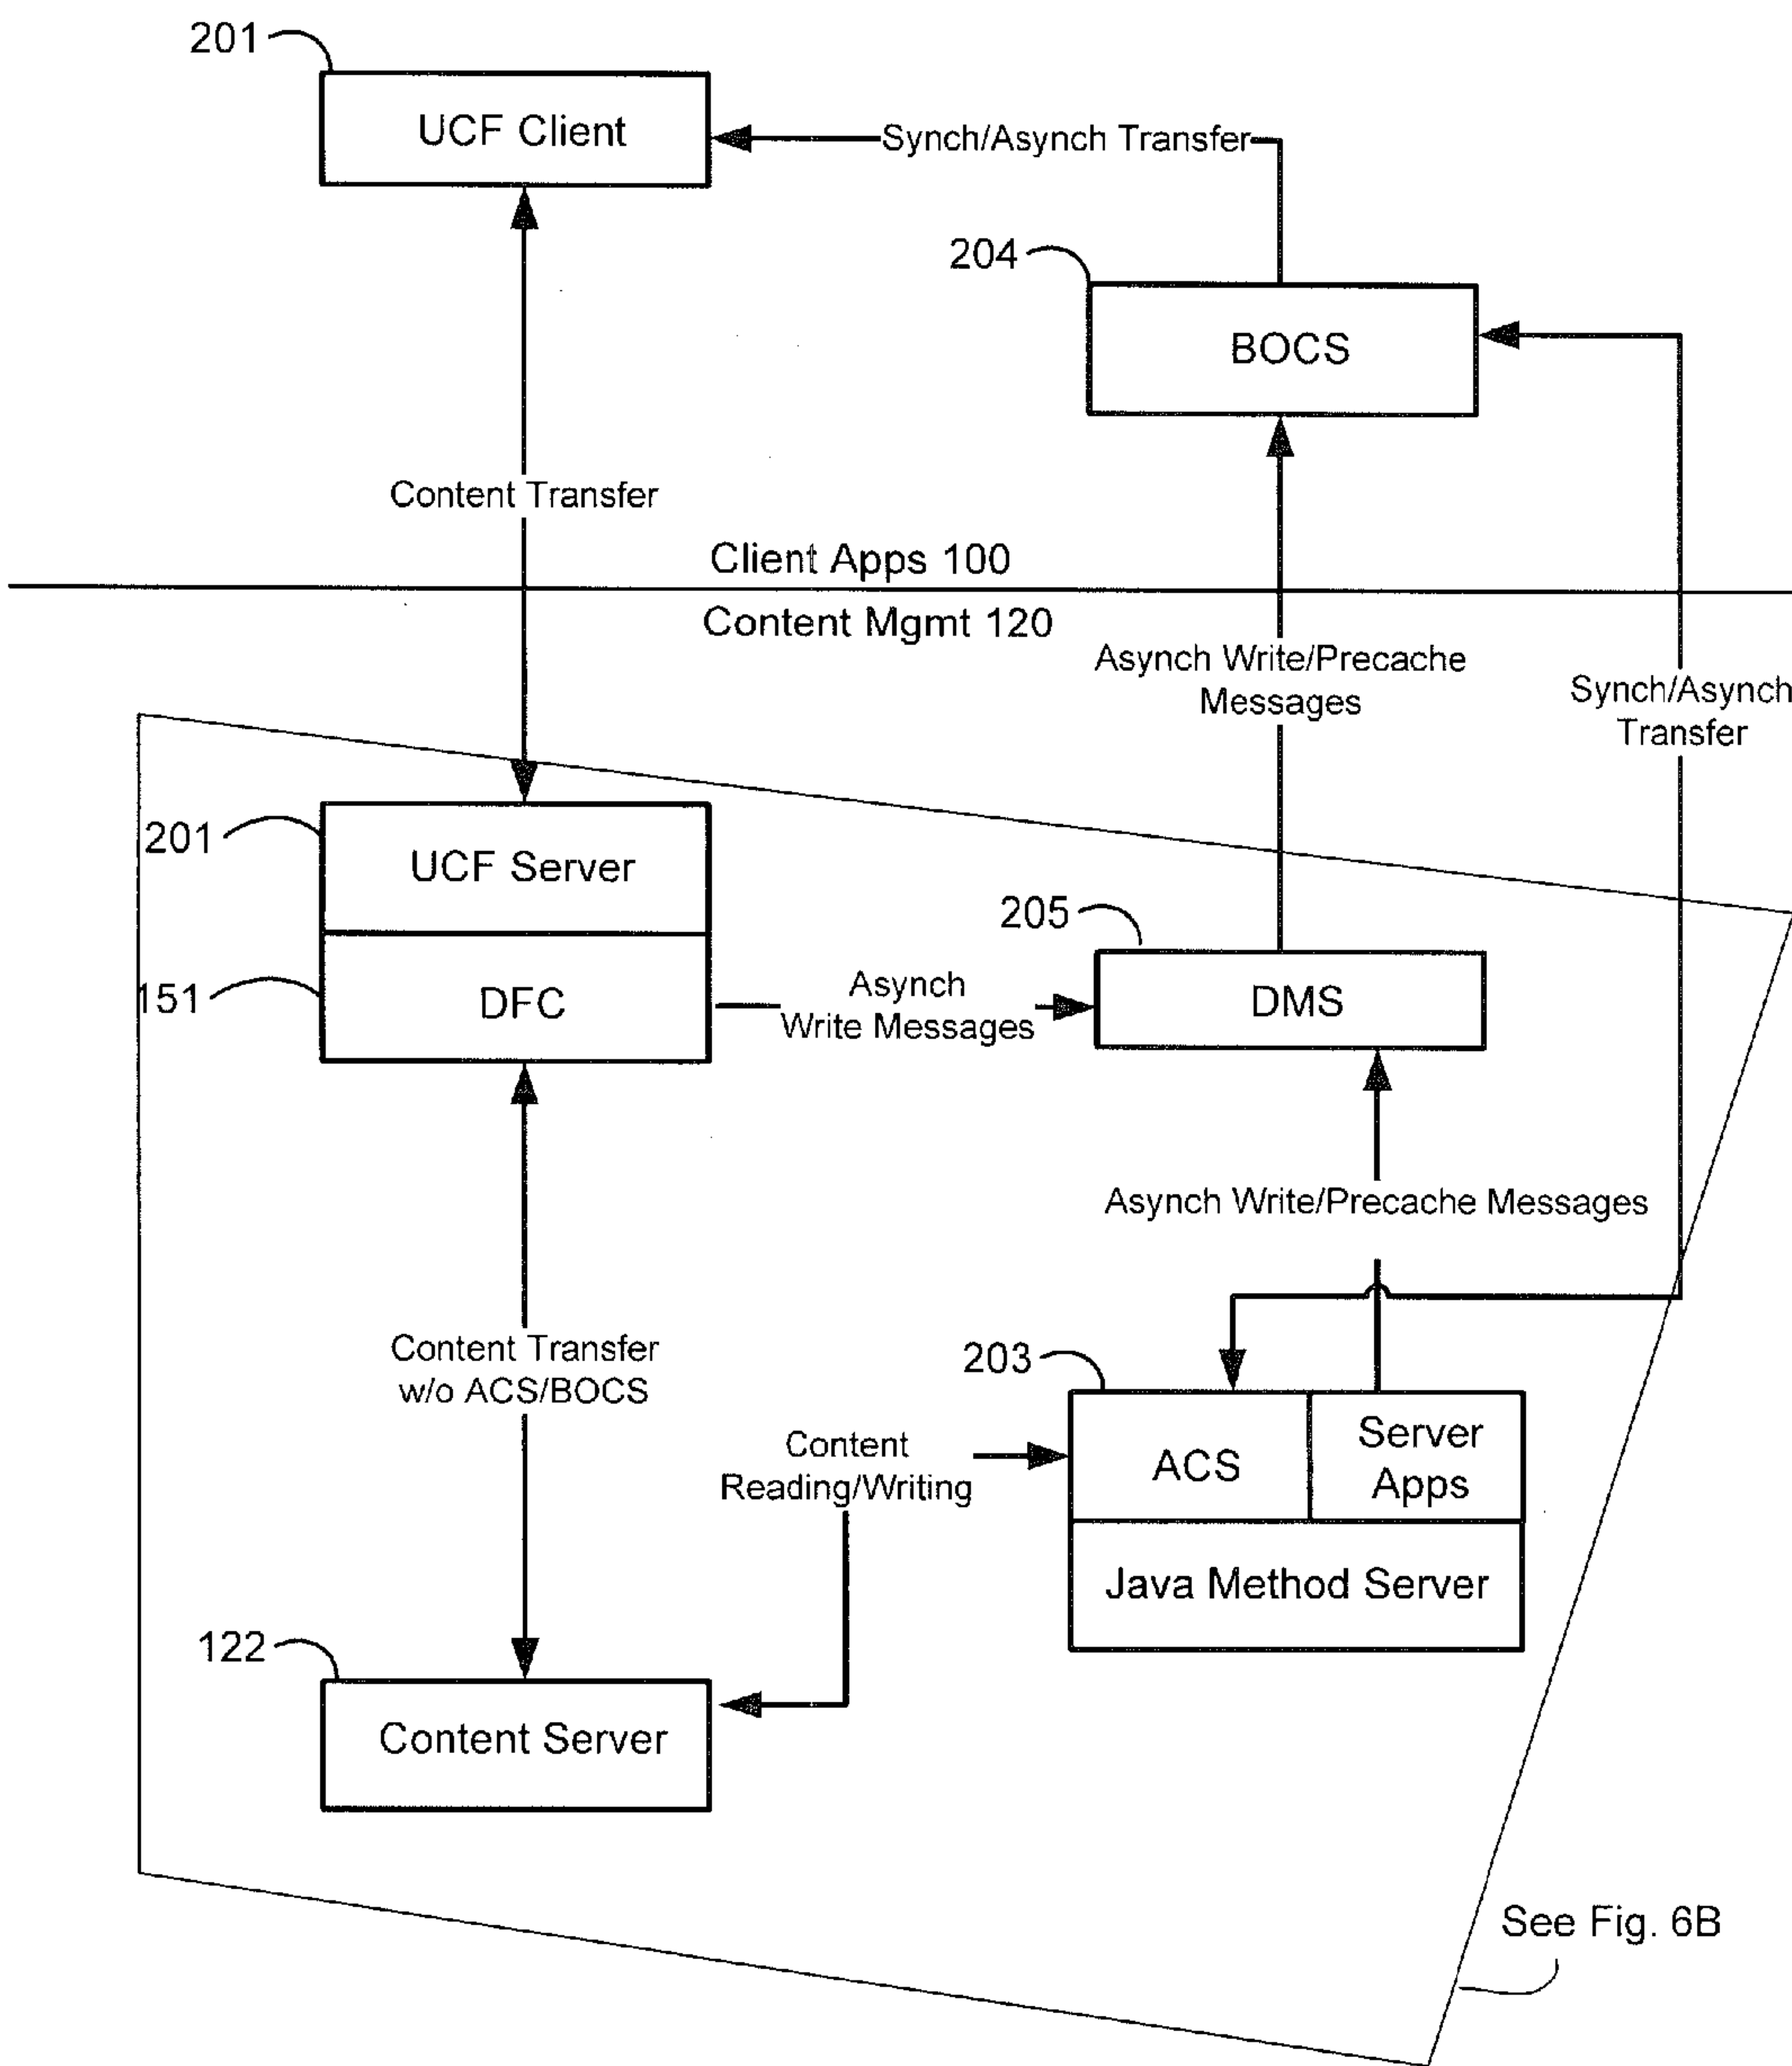 201
UCF Client
Synch/Asynch Transfer
204
BOCS
Content Transfer
Client Apps 100
Content Mgmt 120
Asynch Write/Precache
Messages
Synch/Asynch
Transfer
201
UCF Server
205
151
DFC
Asynch
Write Messages
DMS
Asynch Write/Precache Messages
Content Transfer
w/o ACS/BOCS
203
Content
Reading/Writing
ACS
Server
Apps
Java Method Server
122
Content Server
See Fig. 6B